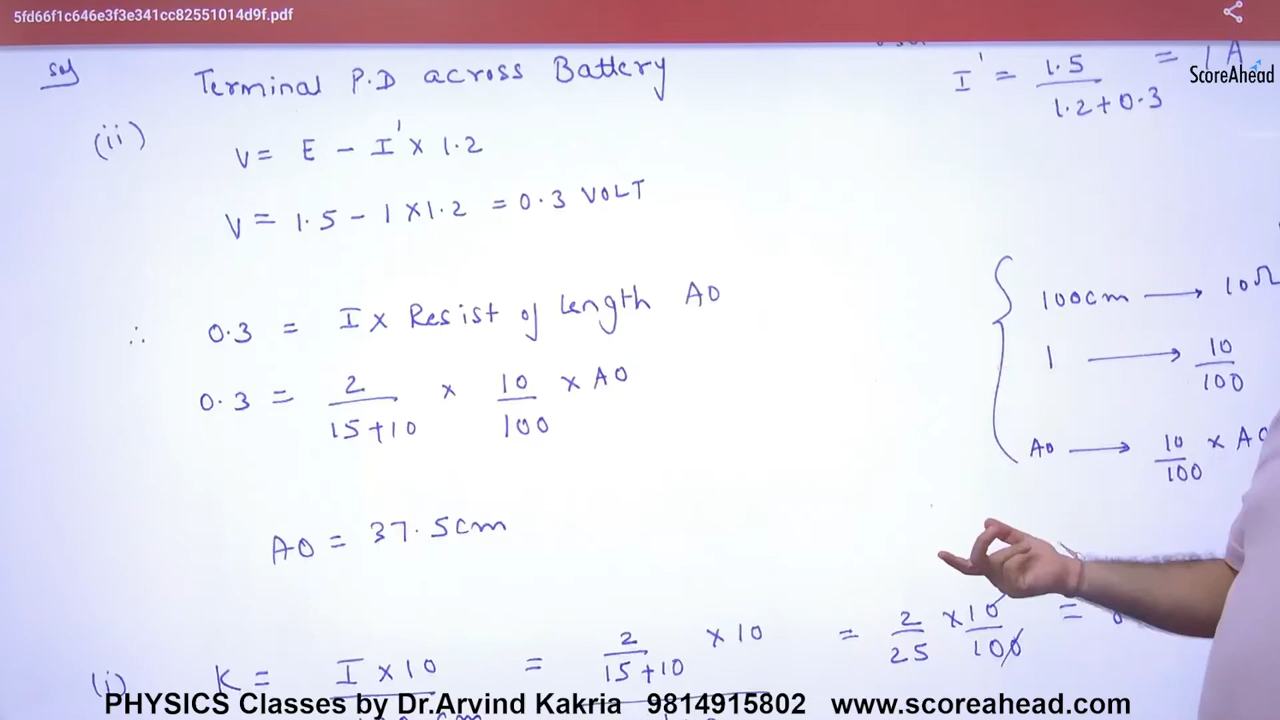 5fd66f1c646e3f3e341cc82551014d9f.pdf
Sol Terminal P.D across Battery
I' = 1.5 / 1.2+0.3 = 1 A
ScoreAhead
(ii) V = E - I' x 1.2
V = 1.5 - 1 x 1.2 = 0.3 VOLT
∴ 0.3 = I x Resist of length AO
0.3 = 2 / 15+10 x 10 / 100 x AO
AO = 37.5cm
100cm → 10Ω
1 → 10 / 100
AO → 10 / 100 x AO
(i) K = I x 10 = 2 / 15+10 x 10 = 2 / 25 x 10 / 100 =
PHYSICS Classes by Dr.Arvind Kakria 9814915802 www.scoreahead.com